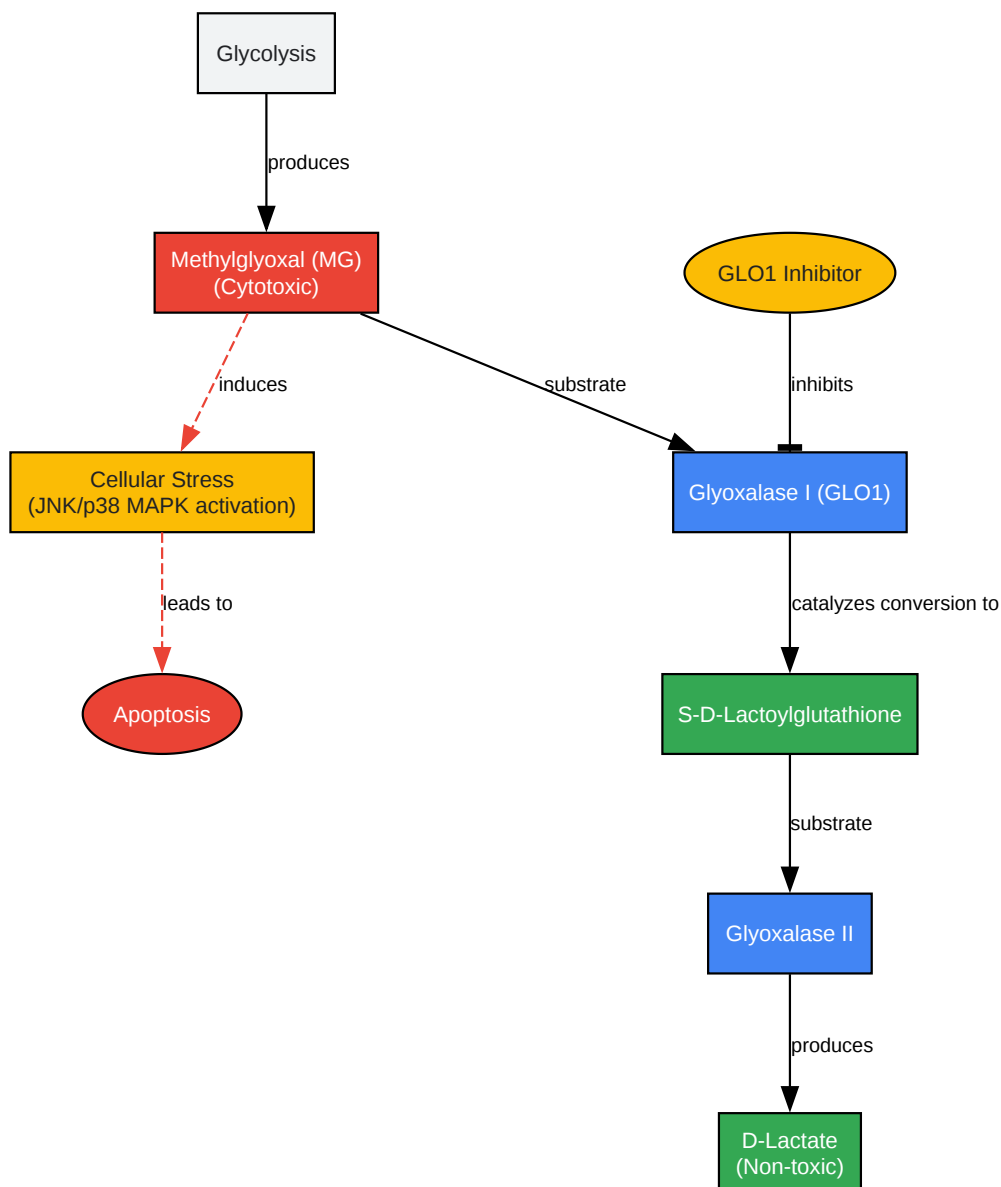 Glycolysis
produces
Methylglyoxal (MG)
(Cytotoxic)
GLO1 Inhibitor
induces
substrate
inhibits
Cellular Stress
(JNK/p38 MAPK activation)
Glyoxalase I (GLO1)
leads to
catalyzes conversion to
Apoptosis
S-D-Lactoylglutathione
substrate
Glyoxalase II
produces
D-Lactate
(Non-toxic)